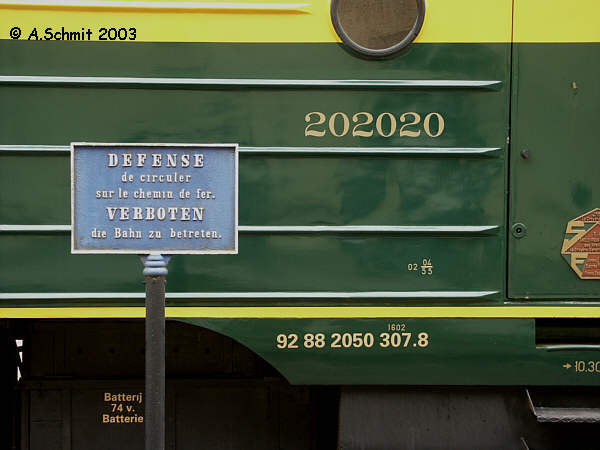 © A.Schmit 2003
202020
DEFENSE
de circuler
sur le chemin de fer.
VERBOTEN
die Bahn zu betreten.
02 04
55
1602
92 88 2050 307.8
→10.30
Batterij
74 v.
Batterie